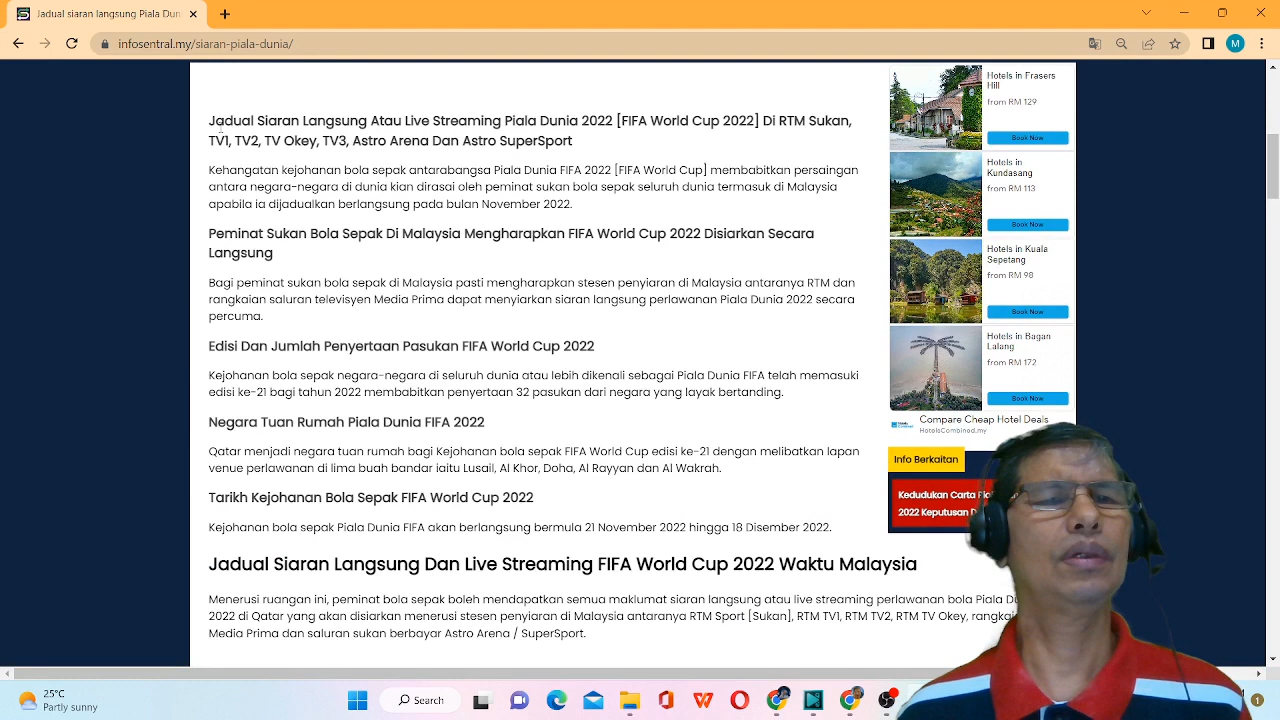 Jadual Siaran Langsung Piala Dun
infosentral.my/siaran-piala-dunia/
M
Jadual Siaran Langsung Atau Live Streaming Piala Dunia 2022 [FIFA World Cup 2022] Di RTM Sukan,
TV1, TV2, TV Okey, TV3, Astro Arena Dan Astro SuperSport
Kehangatan kejohanan bola sepak antarabangsa Piala Dunia FIFA 2022 [FIFA World Cup] membabitkan persaingan
antara negara-negara di dunia kian dirasai oleh peminat sukan bola sepak seluruh dunia termasuk di Malaysia
apabila ia dijadualkan berlangsung pada bulan November 2022.
Peminat Sukan Bola Sepak Di Malaysia Mengharapkan FIFA World Cup 2022 Disiarkan Secara
Langsung
Bagi peminat sukan bola sepak di Malaysia pasti mengharapkan stesen penyiaran di Malaysia antaranya RTM dan
rangkaian saluran televisyen Media Prima dapat menyiarkan siaran langsung perlawanan Piala Dunia 2022 secara
percuma.
Edisi Dan Jumlah Penyertaan Pasukan FIFA World Cup 2022
Kejohanan bola sepak negara-negara di seluruh dunia atau lebih dikenali sebagai Piala Dunia FIFA telah memasuki
edisi ke-21 bagi tahun 2022 membabitkan penyertaan 32 pasukan dari negara yang layak bertanding.
Negara Tuan Rumah Piala Dunia FIFA 2022
Qatar menjadi negara tuan rumah bagi Kejohanan bola sepak FIFA World Cup edisi ke-21 dengan melibatkan lapan
venue perlawanan di lima buah bandar iaitu Lusail, Al Khor, Doha, Al Rayyan dan Al Wakrah.
Tarikh Kejohanan Bola Sepak FIFA World Cup 2022
Kejohanan bola sepak Piala Dunia FIFA akan berlangsung bermula 21 November 2022 hingga 18 Disember 2022.
Jadual Siaran Langsung Dan Live Streaming FIFA World Cup 2022 Waktu Malaysia
Menerusi ruangan ini, peminat bola sepak boleh mendapatkan semua maklumat siaran langsung atau live streaming perlawanan bola Piala Du
2022 di Qatar yang akan disiarkan menerusi stesen penyiaran di Malaysia antaranya RTM Sport [Sukan], RTM TV1, RTM TV2, RTM TV Okey, rangkai
Media Prima dan saluran sukan berbayar Astro Arena / SuperSport.
Hotels in Frasers
Hill
from RM 129
Book Now
Hotels in
Kundasang
from RM 113
Book Now
Hotels in Kuala
Sepetang
from RM 98
Book Now
Hotels in Bagan
Lalang
from RM 172
Book Now
Compare Cheap Hotel Deals
HotelsCombined.my
Info Berkaitan
Kedudukan Carta
2022 Keputusan D
25°C
Partly sunny
Search
1